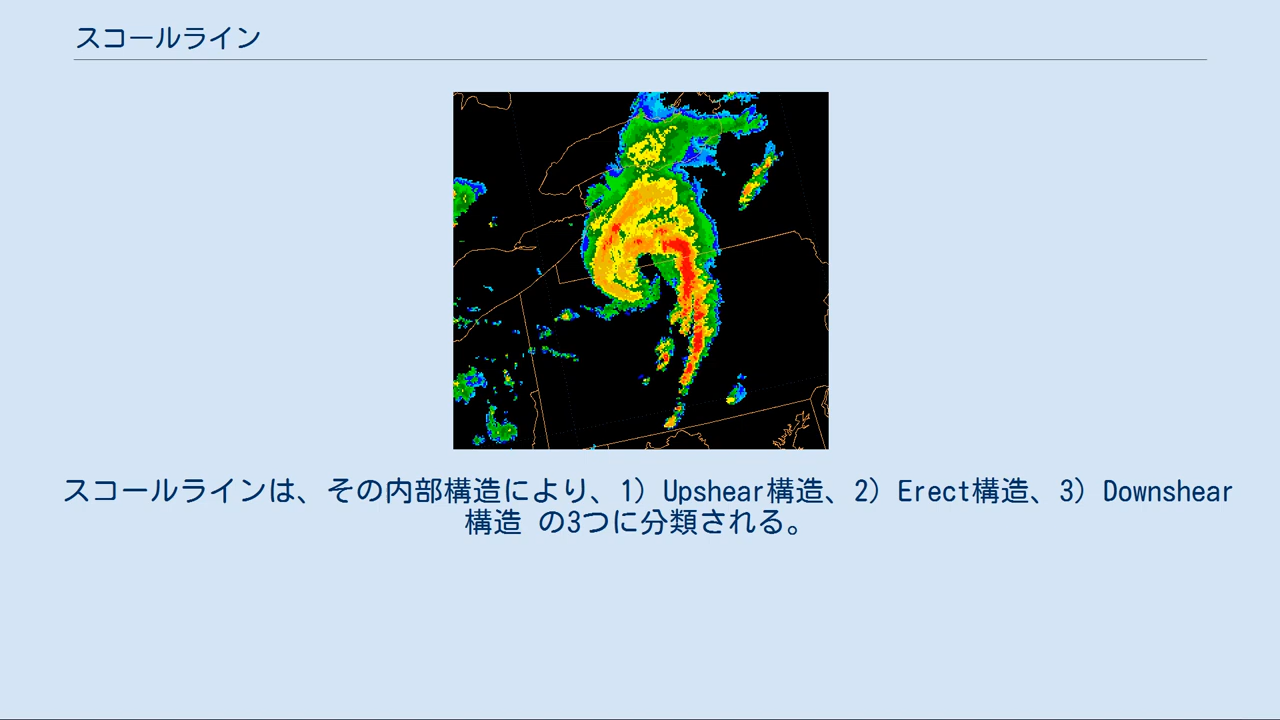 スコールライン
スコールラインは、その内部構造により、1) Upshear構造、2) Erect構造、3) Downshear
構造 の3つに分類される。